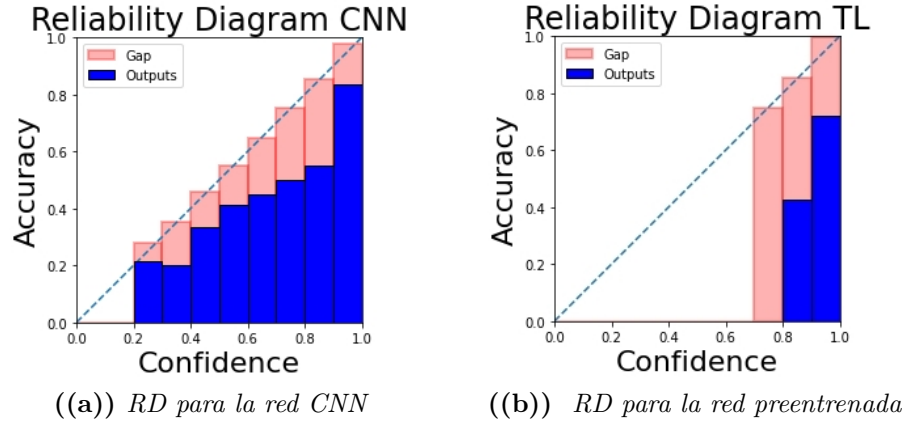 Reliability Diagram CNN
Gap
Outputs
Accuracy
1.0
0.8
0.6
0.4
0.2
0.0
0.0 0.2 0.4 0.6 0.8 1.0
Confidence
((a)) RD para la red CNN
Reliability Diagram TL
Gap
Outputs
Accuracy
1.0
0.8
0.6
0.4
0.2
0.0
0.0 0.2 0.4 0.6 0.8 1.0
Confidence
((b)) RD para la red preentrenada